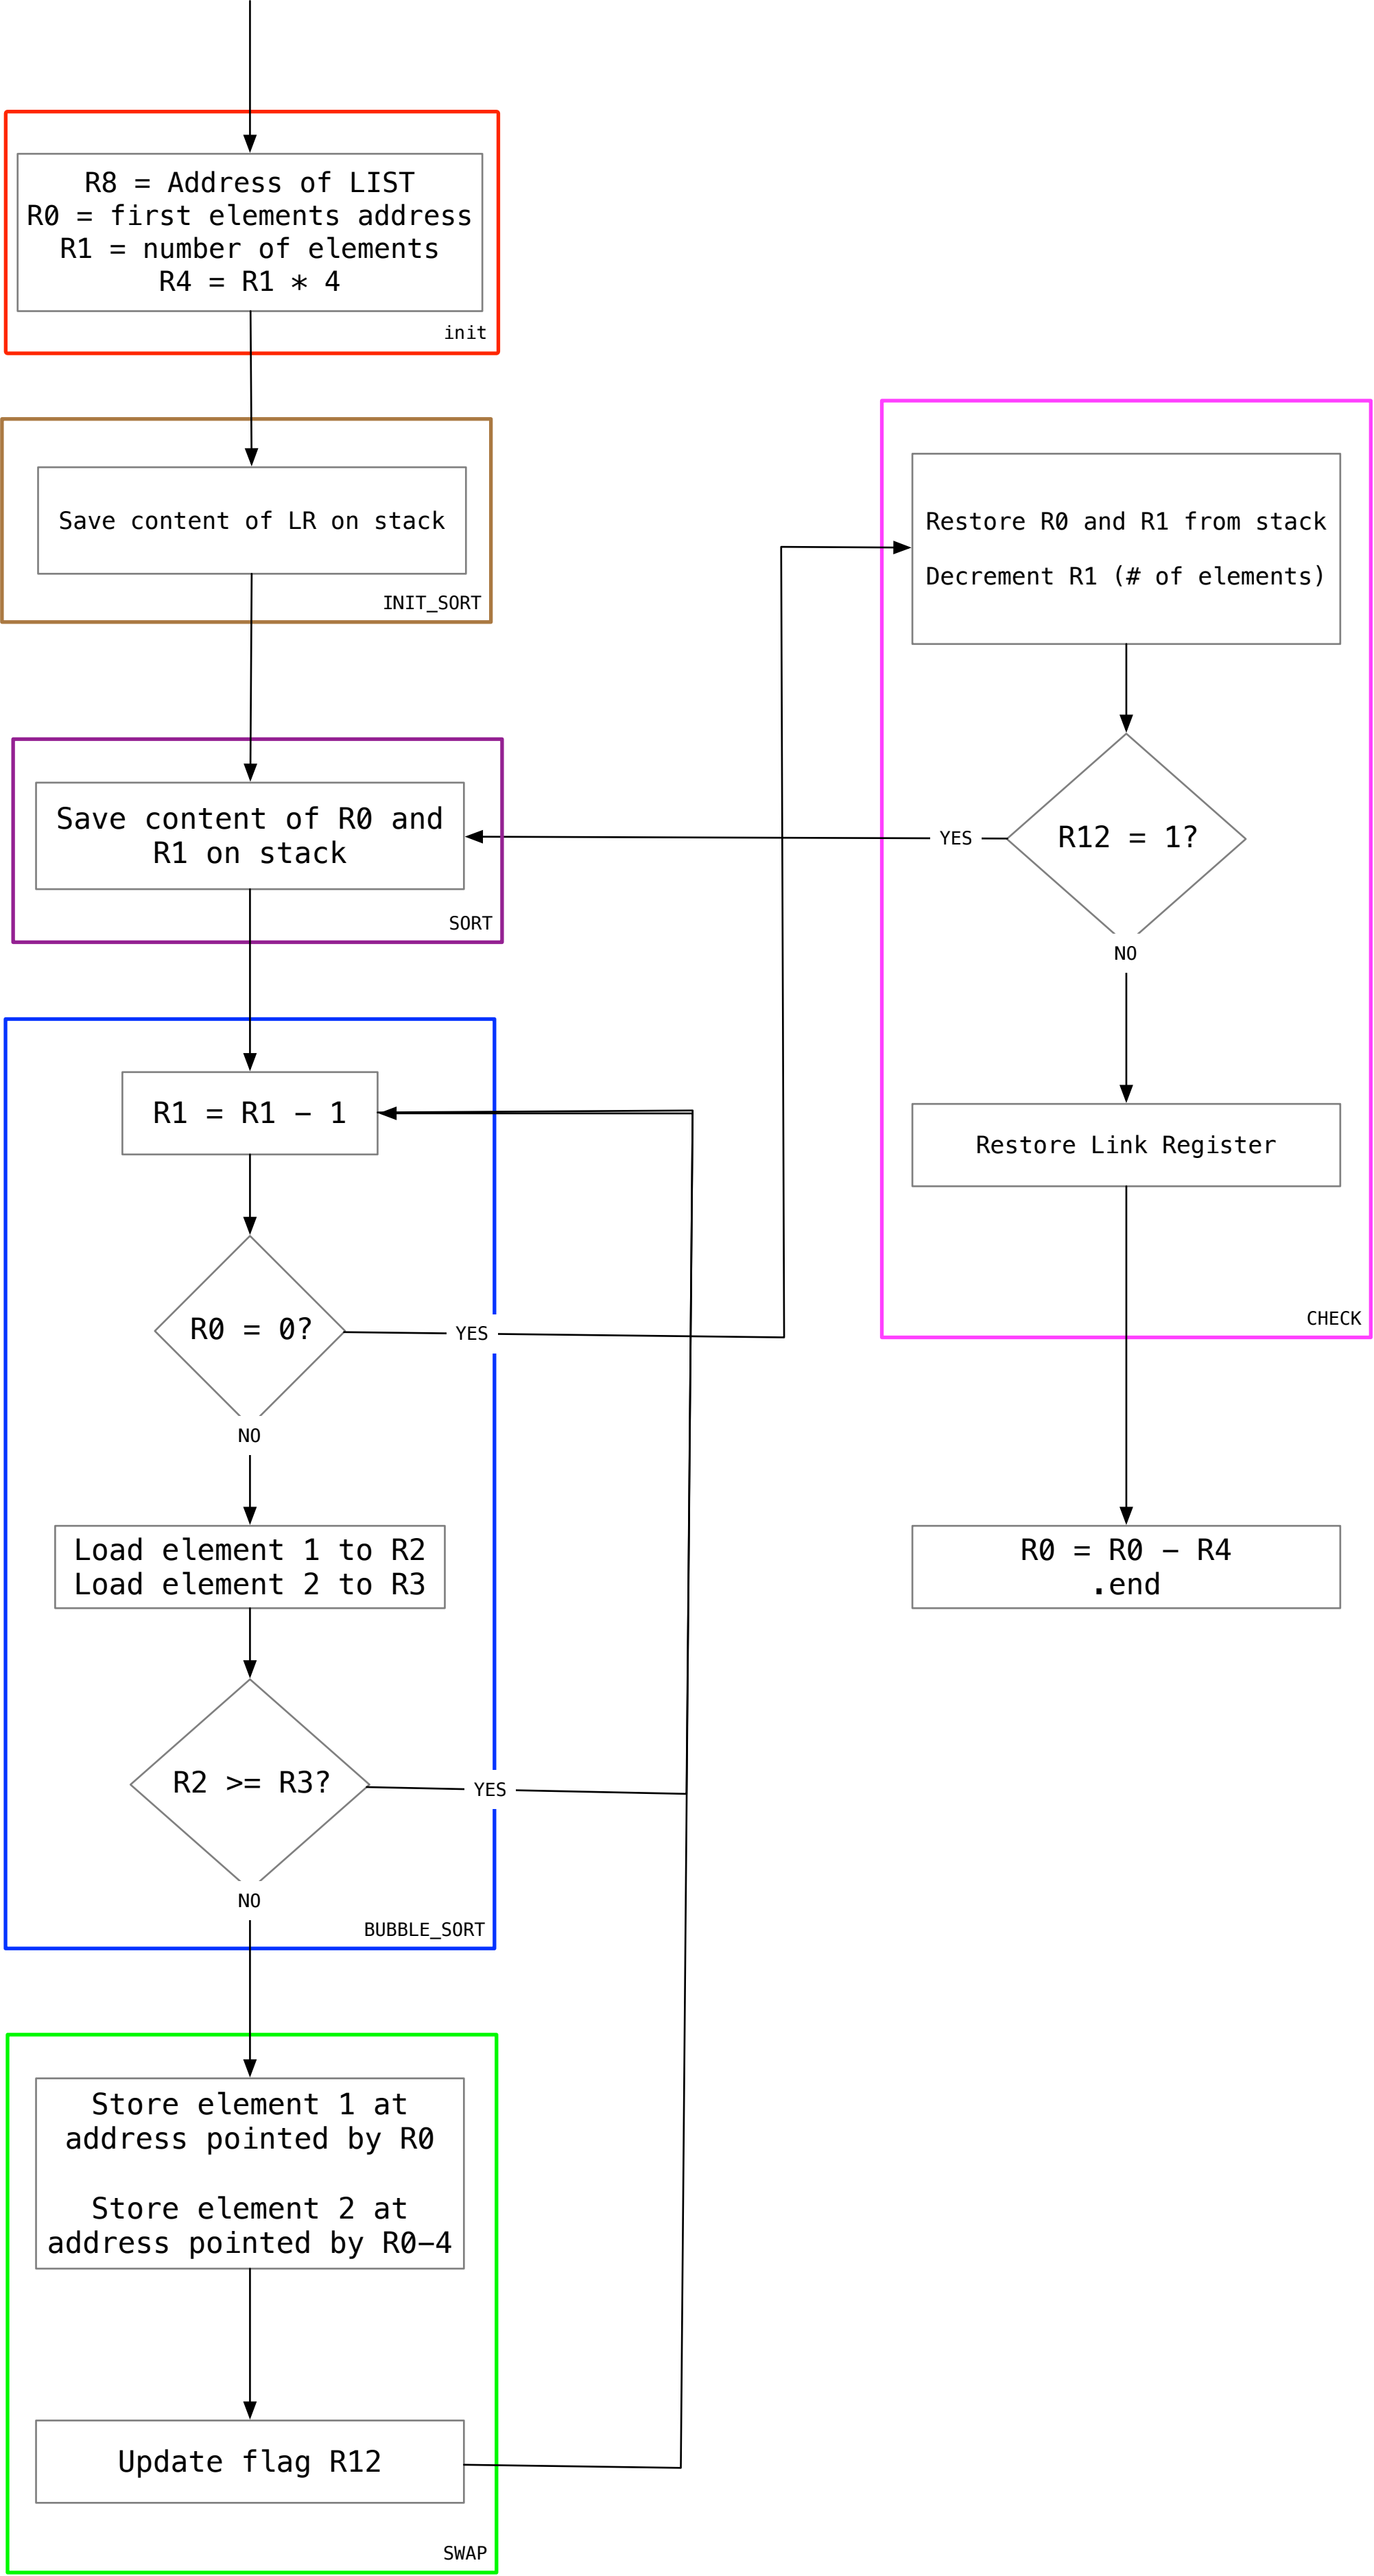 R8 = Address of LIST
R0 = first elements address
R1 = number of elements
R4 = R1 * 4
init
Save content of LR on stack
INIT_SORT
Save content of R0 and
R1 on stack
SORT
R1 = R1 - 1
R0 = 0?
YES
NO
Load element 1 to R2
Load element 2 to R3
R2 >= R3?
YES
NO
BUBBLE_SORT
Store element 1 at
address pointed by R0
Store element 2 at
address pointed by R0-4
Update flag R12
SWAP
Restore R0 and R1 from stack
Decrement R1 (# of elements)
R12 = 1?
YES
NO
Restore Link Register
CHECK
R0 = R0 - R4
.end